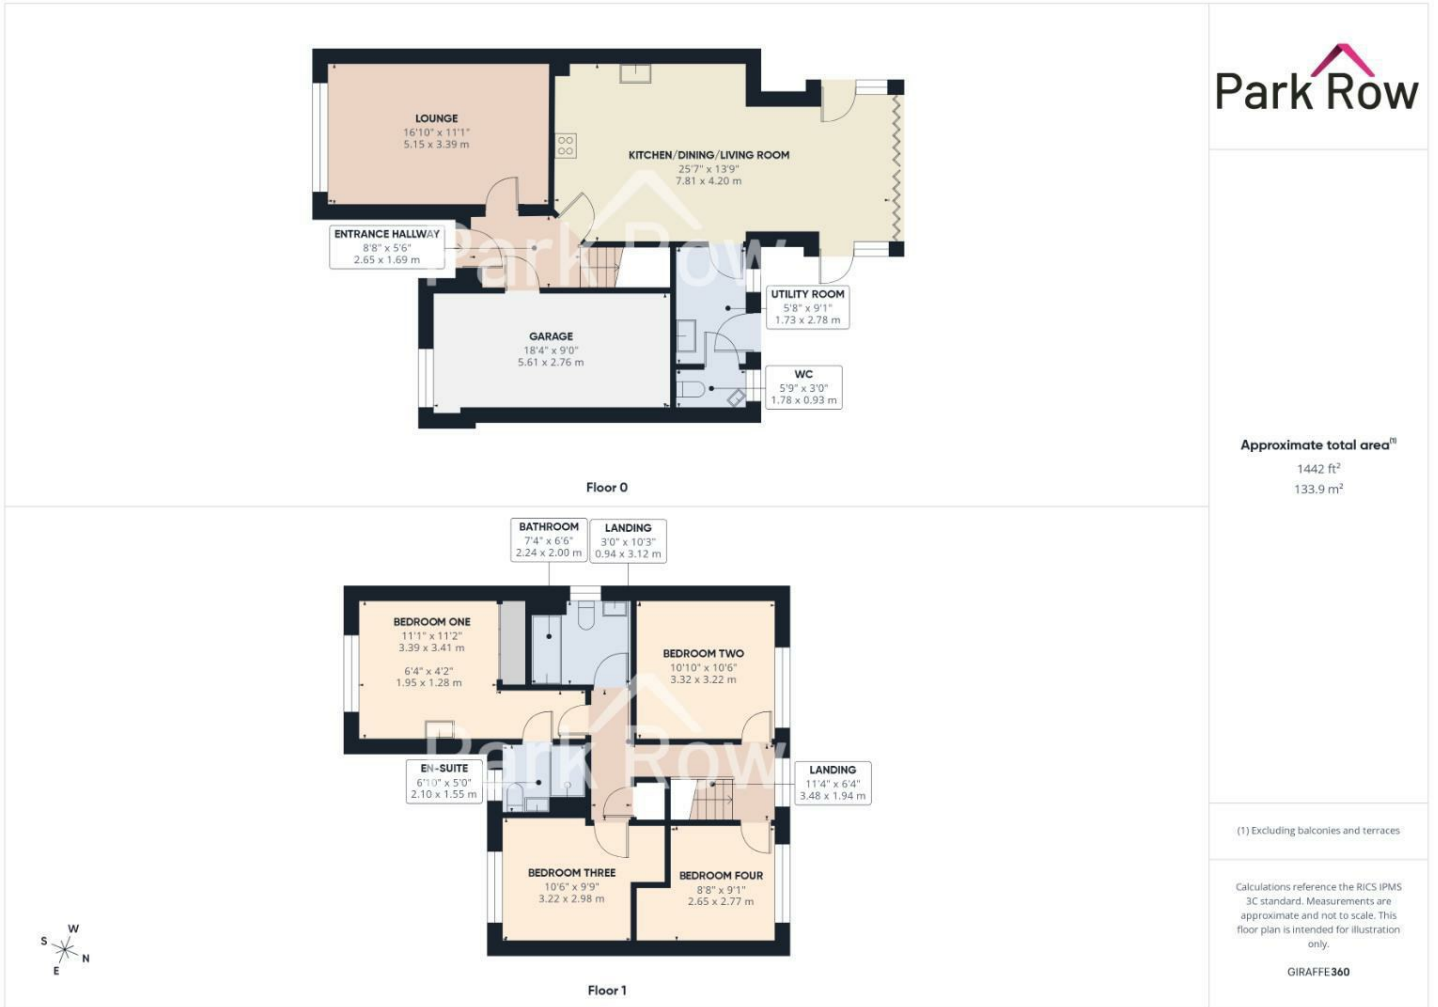 LOUNGE
16'10" x 11'1"
5.15 x 3.39 m
KITCHEN/DINING/LIVING ROOM
25'7" x 13'9"
7.81 x 4.20 m
ENTRANCE HALLWAY
8'8" x 5'6"
2.65 x 1.69 m
UTILITY ROOM
5'8" x 9'1"
1.73 x 2.78 m
GARAGE
18'4" x 9'0"
5.61 x 2.76 m
WC
5'9" x 3'0"
1.78 x 0.93 m
Park Row
Floor 0
BATHROOM
7'4" x 6'6"
2.24 x 2.00 m
LANDING
3'0" x 10'3"
0.94 x 3.12 m
BEDROOM ONE
11'1" x 11'2"
3.39 x 3.41 m
6'4" x 4'2"
1.95 x 1.28 m
BEDROOM TWO
10'10" x 10'6"
3.32 x 3.22 m
EN-SUITE
6'10" x 5'0"
2.10 x 1.55 m
LANDING
11'4" x 6'4"
3.48 x 1.94 m
BEDROOM THREE
10'6" x 9'9"
3.22 x 2.98 m
BEDROOM FOUR
8'8" x 9'1"
2.65 x 2.77 m
Park Row
W
S
N
E
Floor 1
Park Row
Approximate total area(1)
1442 ft²
133.9 m²
(1) Excluding balconies and terraces
Calculations reference the RICS IPMS
3C standard. Measurements are
approximate and not to scale. This
floor plan is intended for illustration
only.
GIRAFFE360